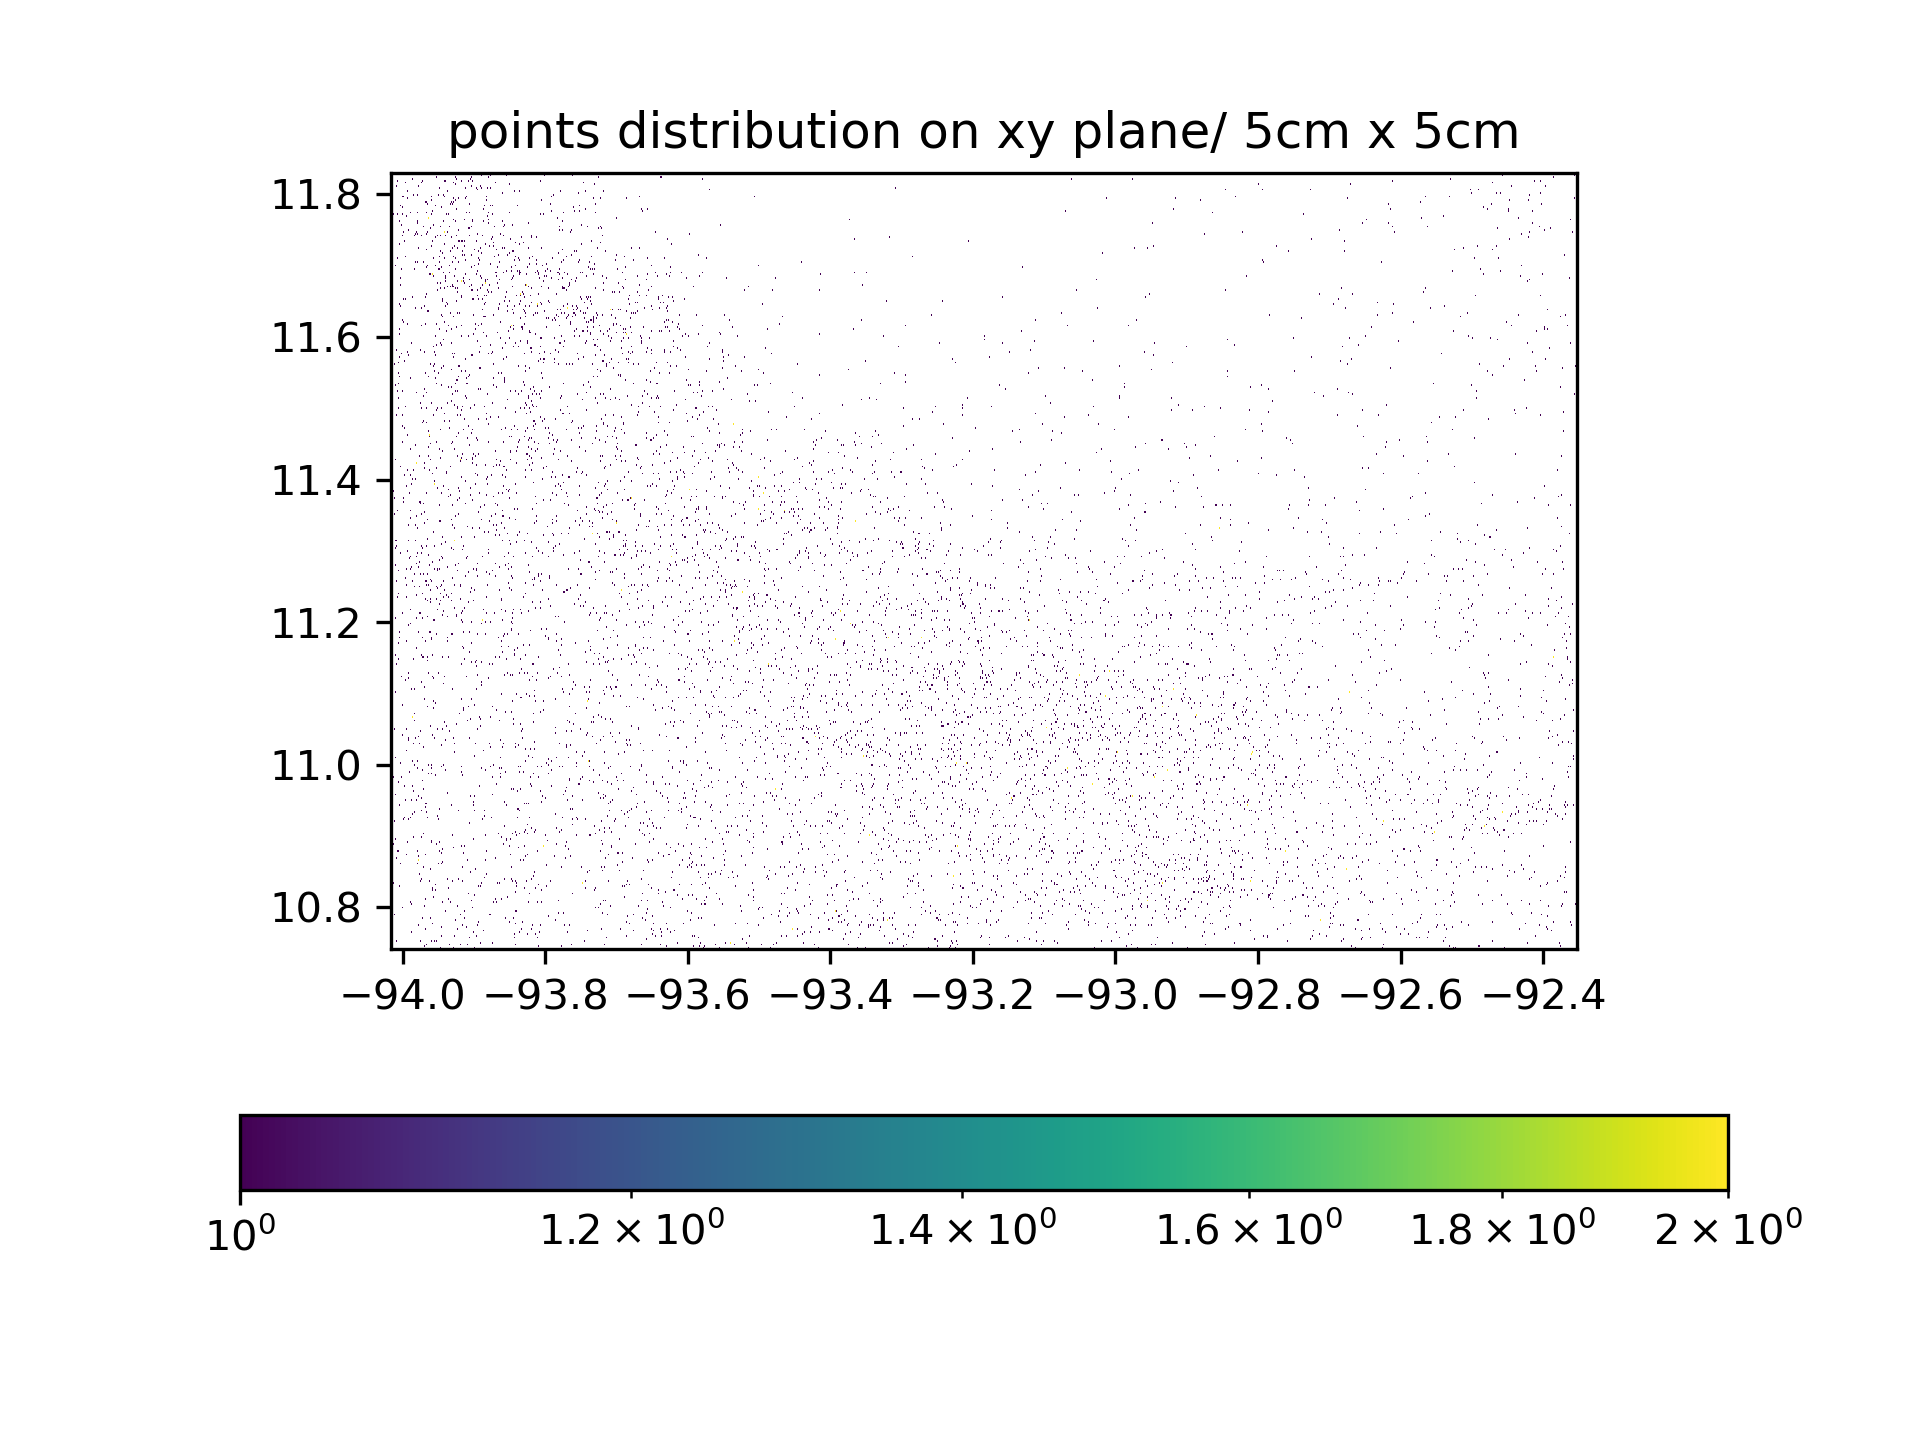 points distribution on xy plane/ 5cm x 5cm
11.8
11.6
11.4
11.2
11.0
10.8
−94.0 −93.8 −93.6 −93.4 −93.2 −93.0 −92.8 −92.6 −92.4
10⁰ 1.2 × 10⁰ 1.4 × 10⁰ 1.6 × 10⁰ 1.8 × 10⁰ 2 × 10⁰